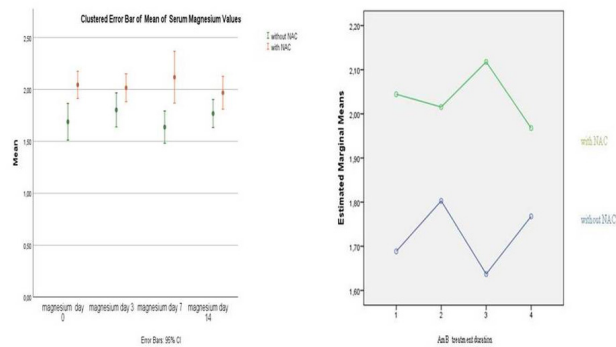 Clustered Error Bar of Mean of Serum Magnesium Values
without NAC
with NAC
Mean
2,50
2,00
1,50
1,00
0,50
0,00
magnesium day 0
magnesium day 3
magnesium day 7
magnesium day 14
Error Bars: 95% CI
Estimated Marginal Means
2,20
2,10
2,00
1,90
1,80
1,70
1,60
1
2
3
4
AmB treatment duration
with NAC
without NAC